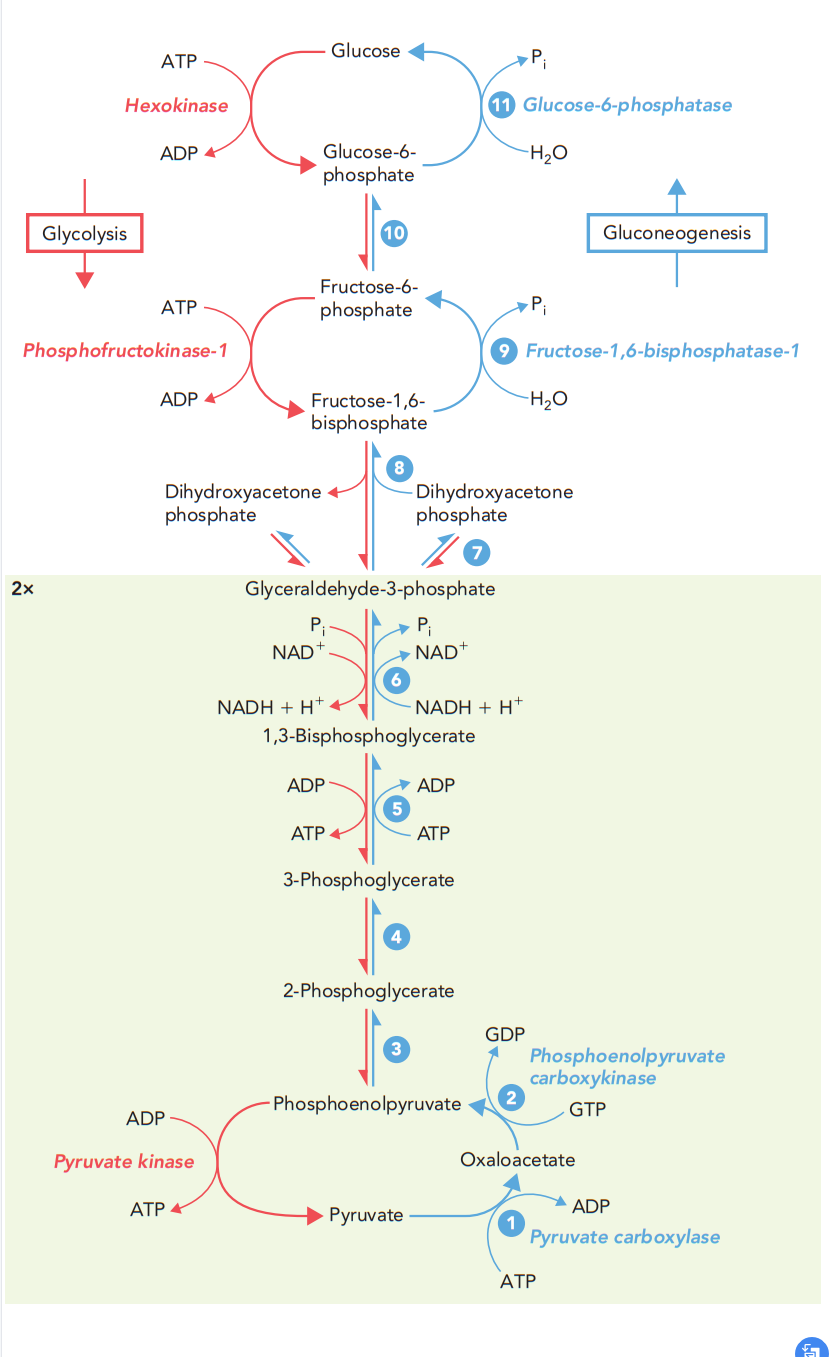 ATP
Glucose
Pi
Hexokinase
11 Glucose-6-phosphatase
ADP
Glucose-6-
phosphate
H2O
Glycolysis
10
Gluconeogenesis
Fructose-6-
phosphate
ATP
Pi
Phosphofructokinase-1
9 Fructose-1,6-bisphosphatase-1
ADP
Fructose-1,6-
bisphosphate
H2O
8
Dihydroxyacetone
phosphate
Dihydroxyacetone
phosphate
7
2×
Glyceraldehyde-3-phosphate
Pi
Pi
NAD+
NAD+
6
NADH + H+
NADH + H+
1,3-Bisphosphoglycerate
ADP
ADP
5
ATP
ATP
3-Phosphoglycerate
4
2-Phosphoglycerate
3
GDP
Phosphoenolpyruvate
carboxykinase
2
Phosphoenolpyruvate
GTP
ADP
Pyruvate kinase
Oxaloacetate
ATP
Pyruvate
ADP
1
Pyruvate carboxylase
ATP